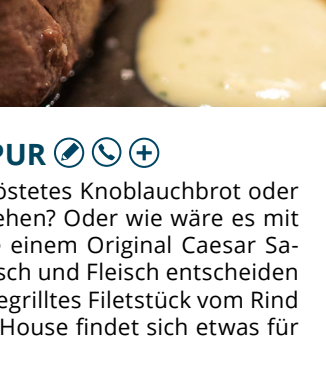 PUR
östetes Knoblauchbrot oder
ehen? Oder wie wäre es mit
einem Original Caesar Sa-
sch und Fleisch entscheiden
egrilltes Filetstück vom Rind
House findet sich etwas für